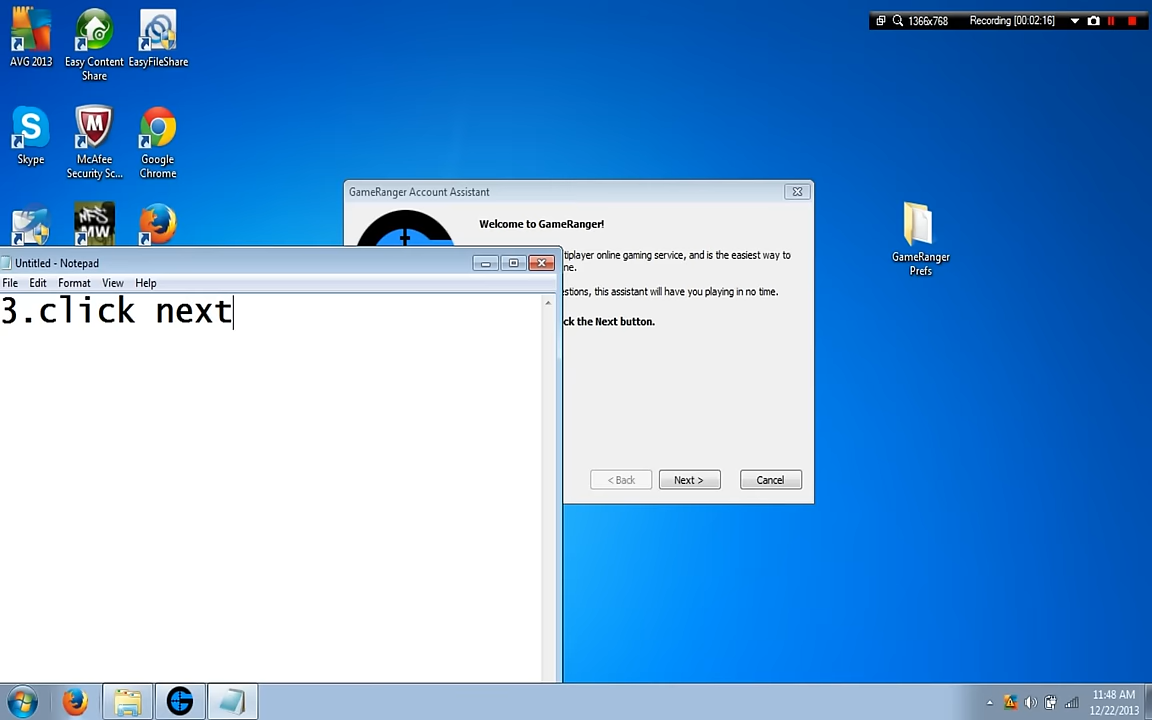 1366x768 Recording [00:02:16]
AVG 2013
Easy Content
Share
EasyFileShare
Skype
McAfee
Security Sc...
Google
Chrome
NFS
MW
GameRanger
Prefs
GameRanger Account Assistant
Welcome to GameRanger!
tiplayer online gaming service, and is the easiest way to
ne.
estions, this assistant will have you playing in no time.
ck the Next button.
< Back
Next >
Cancel
Untitled - Notepad
File Edit Format View Help
3.click next
11:48 AM
12/22/2013